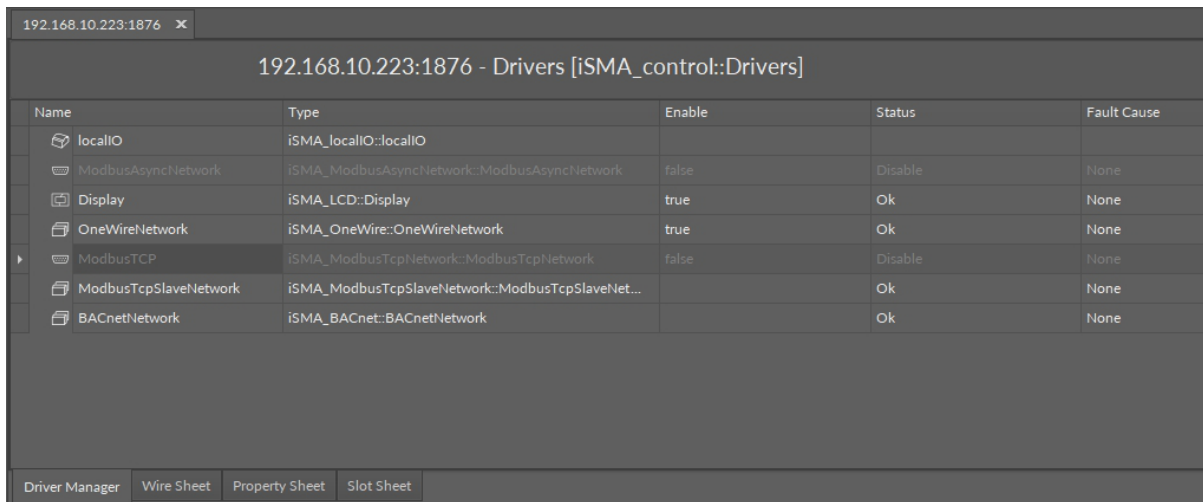 192.168.10.223:1876 ×
192.168.10.223:1876 - Drivers [iSMA_control::Drivers]
Name Type Enable Status Fault Cause
localIO iSMA_localIO::localIO
ModbusAsyncNetwork iSMA_ModbusAsyncNetwork::ModbusAsyncNetwork false Disable None
Display iSMA_LCD::Display true Ok None
OneWireNetwork iSMA_OneWire::OneWireNetwork true Ok None
ModbusTCP iSMA_ModbusTcpNetwork::ModbusTcpNetwork false Disable None
ModbusTcpSlaveNetwork iSMA_ModbusTcpSlaveNetwork::ModbusTcpSlaveNet... Ok None
BACnetNetwork iSMA_BACnet::BACnetNetwork Ok None
Driver Manager Wire Sheet Property Sheet Slot Sheet